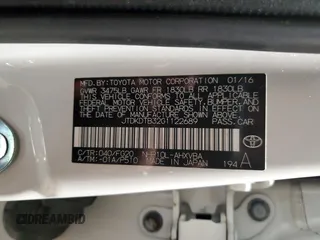 MFD.BY: TOYOTA MOTOR CORPORATION 01/16
GVWR 3475LB GAWR FR 1830LB RR 1830LB
THIS VEHICLE CONFORMS TO ALL APPLICABLE
FEDERAL MOTOR VEHICLE SAFETY, BUMPER, AND
THEFT PREVENTION STANDARDS IN EFFECT ON THE
DATE OF MANUFACTURE SHOWN ABOVE.
JTDKDTB32G1122689 PASS.CAR
C/TR:040/FG20
A/TM:-01A/P510 MADE IN JAPAN
194 A
DREAMBID